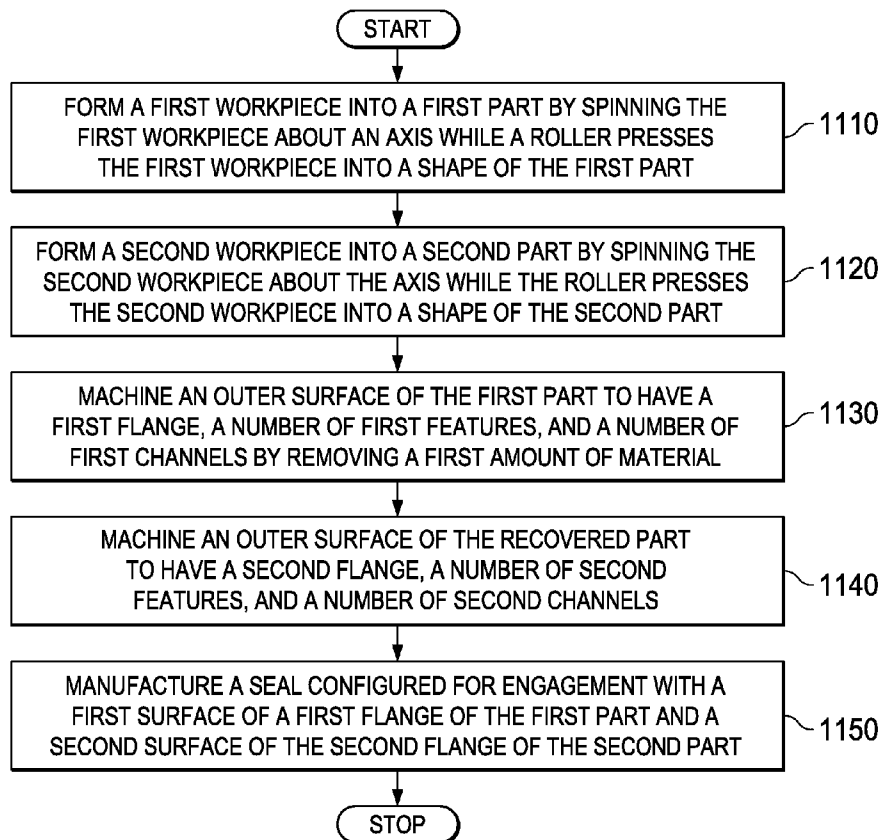 START
FORM A FIRST WORKPIECE INTO A FIRST PART BY SPINNING THE
FIRST WORKPIECE ABOUT AN AXIS WHILE A ROLLER PRESSES
THE FIRST WORKPIECE INTO A SHAPE OF THE FIRST PART
1110
FORM A SECOND WORKPIECE INTO A SECOND PART BY SPINNING THE
SECOND WORKPIECE ABOUT THE AXIS WHILE THE ROLLER PRESSES
THE SECOND WORKPIECE INTO A SHAPE OF THE SECOND PART
1120
MACHINE AN OUTER SURFACE OF THE FIRST PART TO HAVE A
FIRST FLANGE, A NUMBER OF FIRST FEATURES, AND A NUMBER OF
FIRST CHANNELS BY REMOVING A FIRST AMOUNT OF MATERIAL
1130
MACHINE AN OUTER SURFACE OF THE RECOVERED PART
TO HAVE A SECOND FLANGE, A NUMBER OF SECOND
FEATURES, AND A NUMBER OF SECOND CHANNELS
1140
MANUFACTURE A SEAL CONFIGURED FOR ENGAGEMENT WITH A
FIRST SURFACE OF A FIRST FLANGE OF THE FIRST PART AND A
SECOND SURFACE OF THE SECOND FLANGE OF THE SECOND PART
1150
STOP